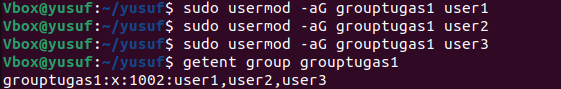 Vbox@yusuf:~/yusuf$ sudo usermod -aG grouptugas1 user1
Vbox@yusuf:~/yusuf$ sudo usermod -aG grouptugas1 user2
Vbox@yusuf:~/yusuf$ sudo usermod -aG grouptugas1 user3
Vbox@yusuf:~/yusuf$ getent group grouptugas1
grouptugas1:x:1002:user1,user2,user3